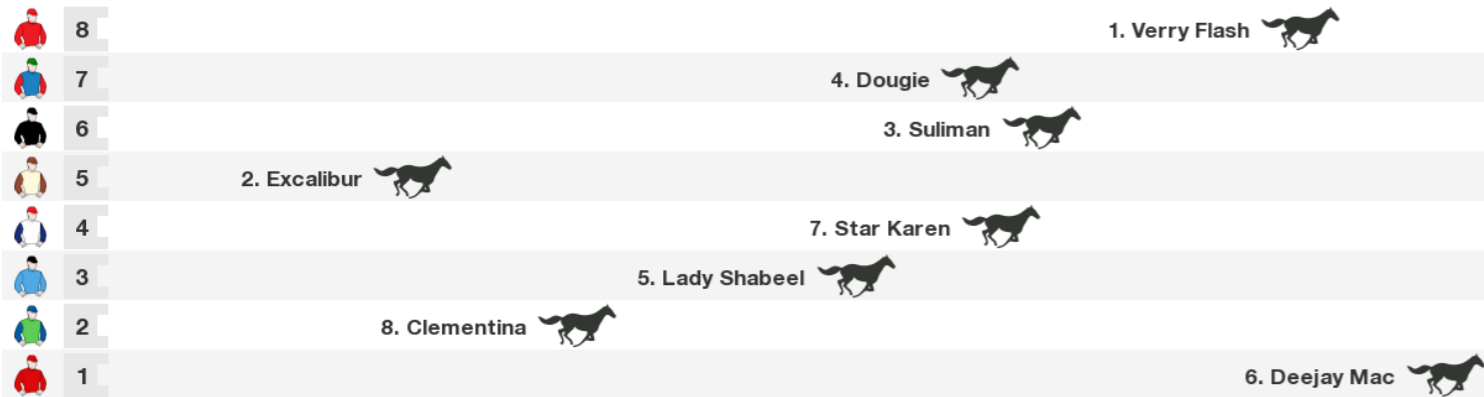 8 1. Verry Flash
7 4. Dougie
6 3. Suliman
5 2. Excalibur
4 7. Star Karen
3 5. Lady Shabeel
2 8. Clementina
1 6. Deejay Mac